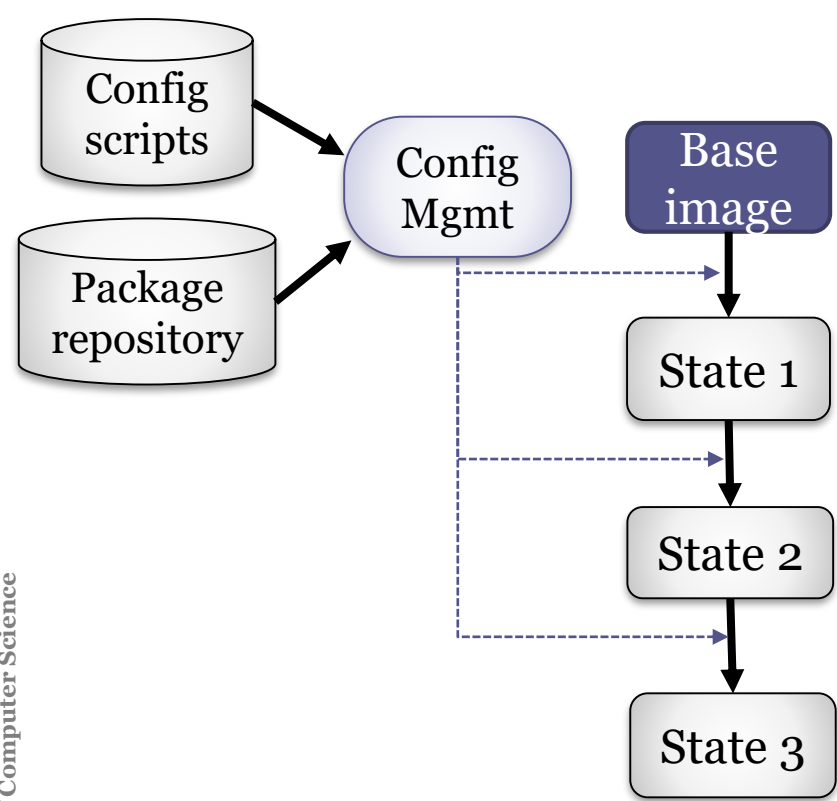 Config
scripts
Package
repository
Config
Mgmt
Base
image
State 1
State 2
State 3
Computer Science